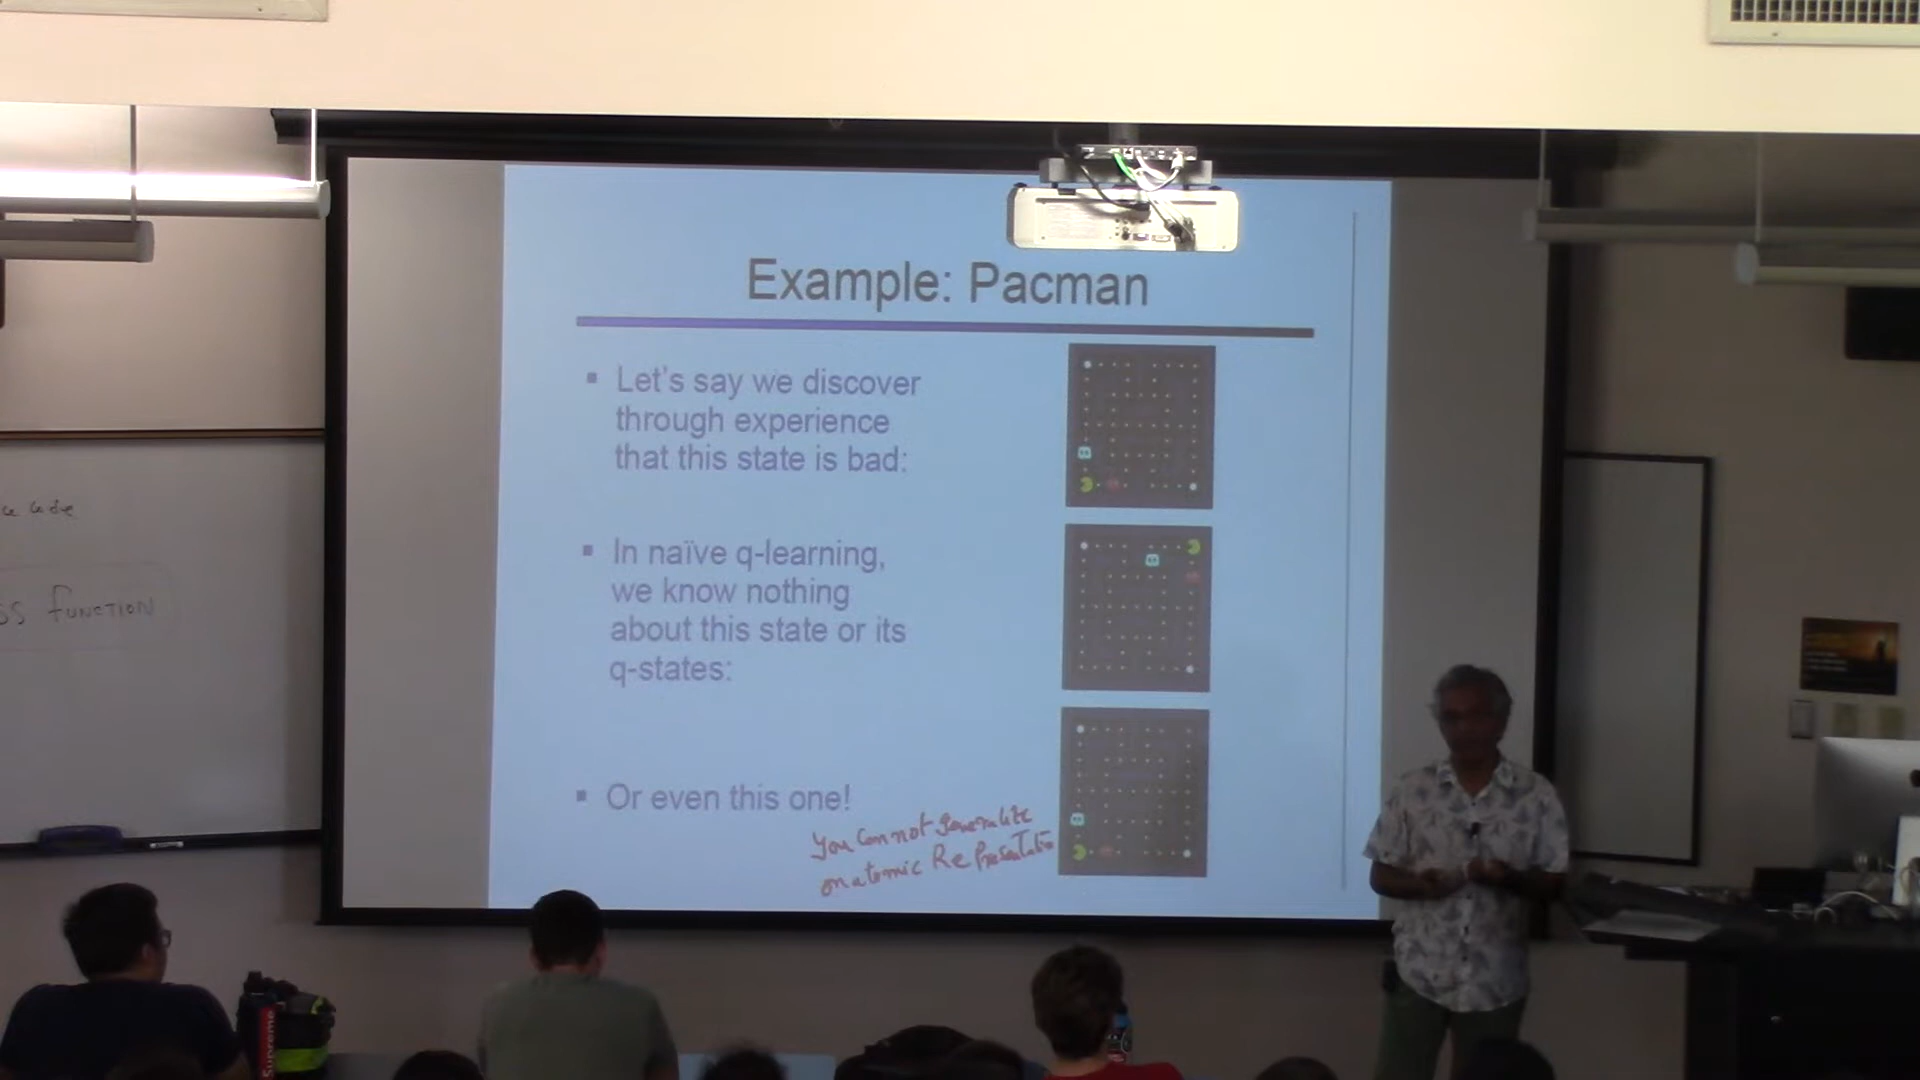 Example: Pacman
▪ Let's say we discover
through experience
that this state is bad:
▪ In naïve q-learning,
we know nothing
about this state or its
q-states:
▪ Or even this one!
You cannot generalize
on atomic Representation
FUNCTION
Supreme